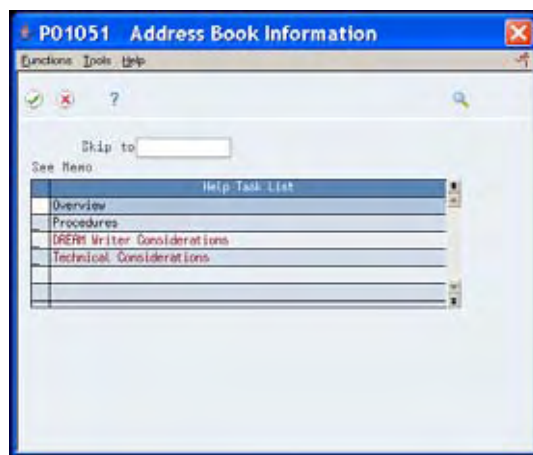 P01051 Address Book Information
Functions Tools Help
?
Skip to
See Memo
Help Task List
Overview
Procedures
DREAM Writer Considerations
Technical Considerations